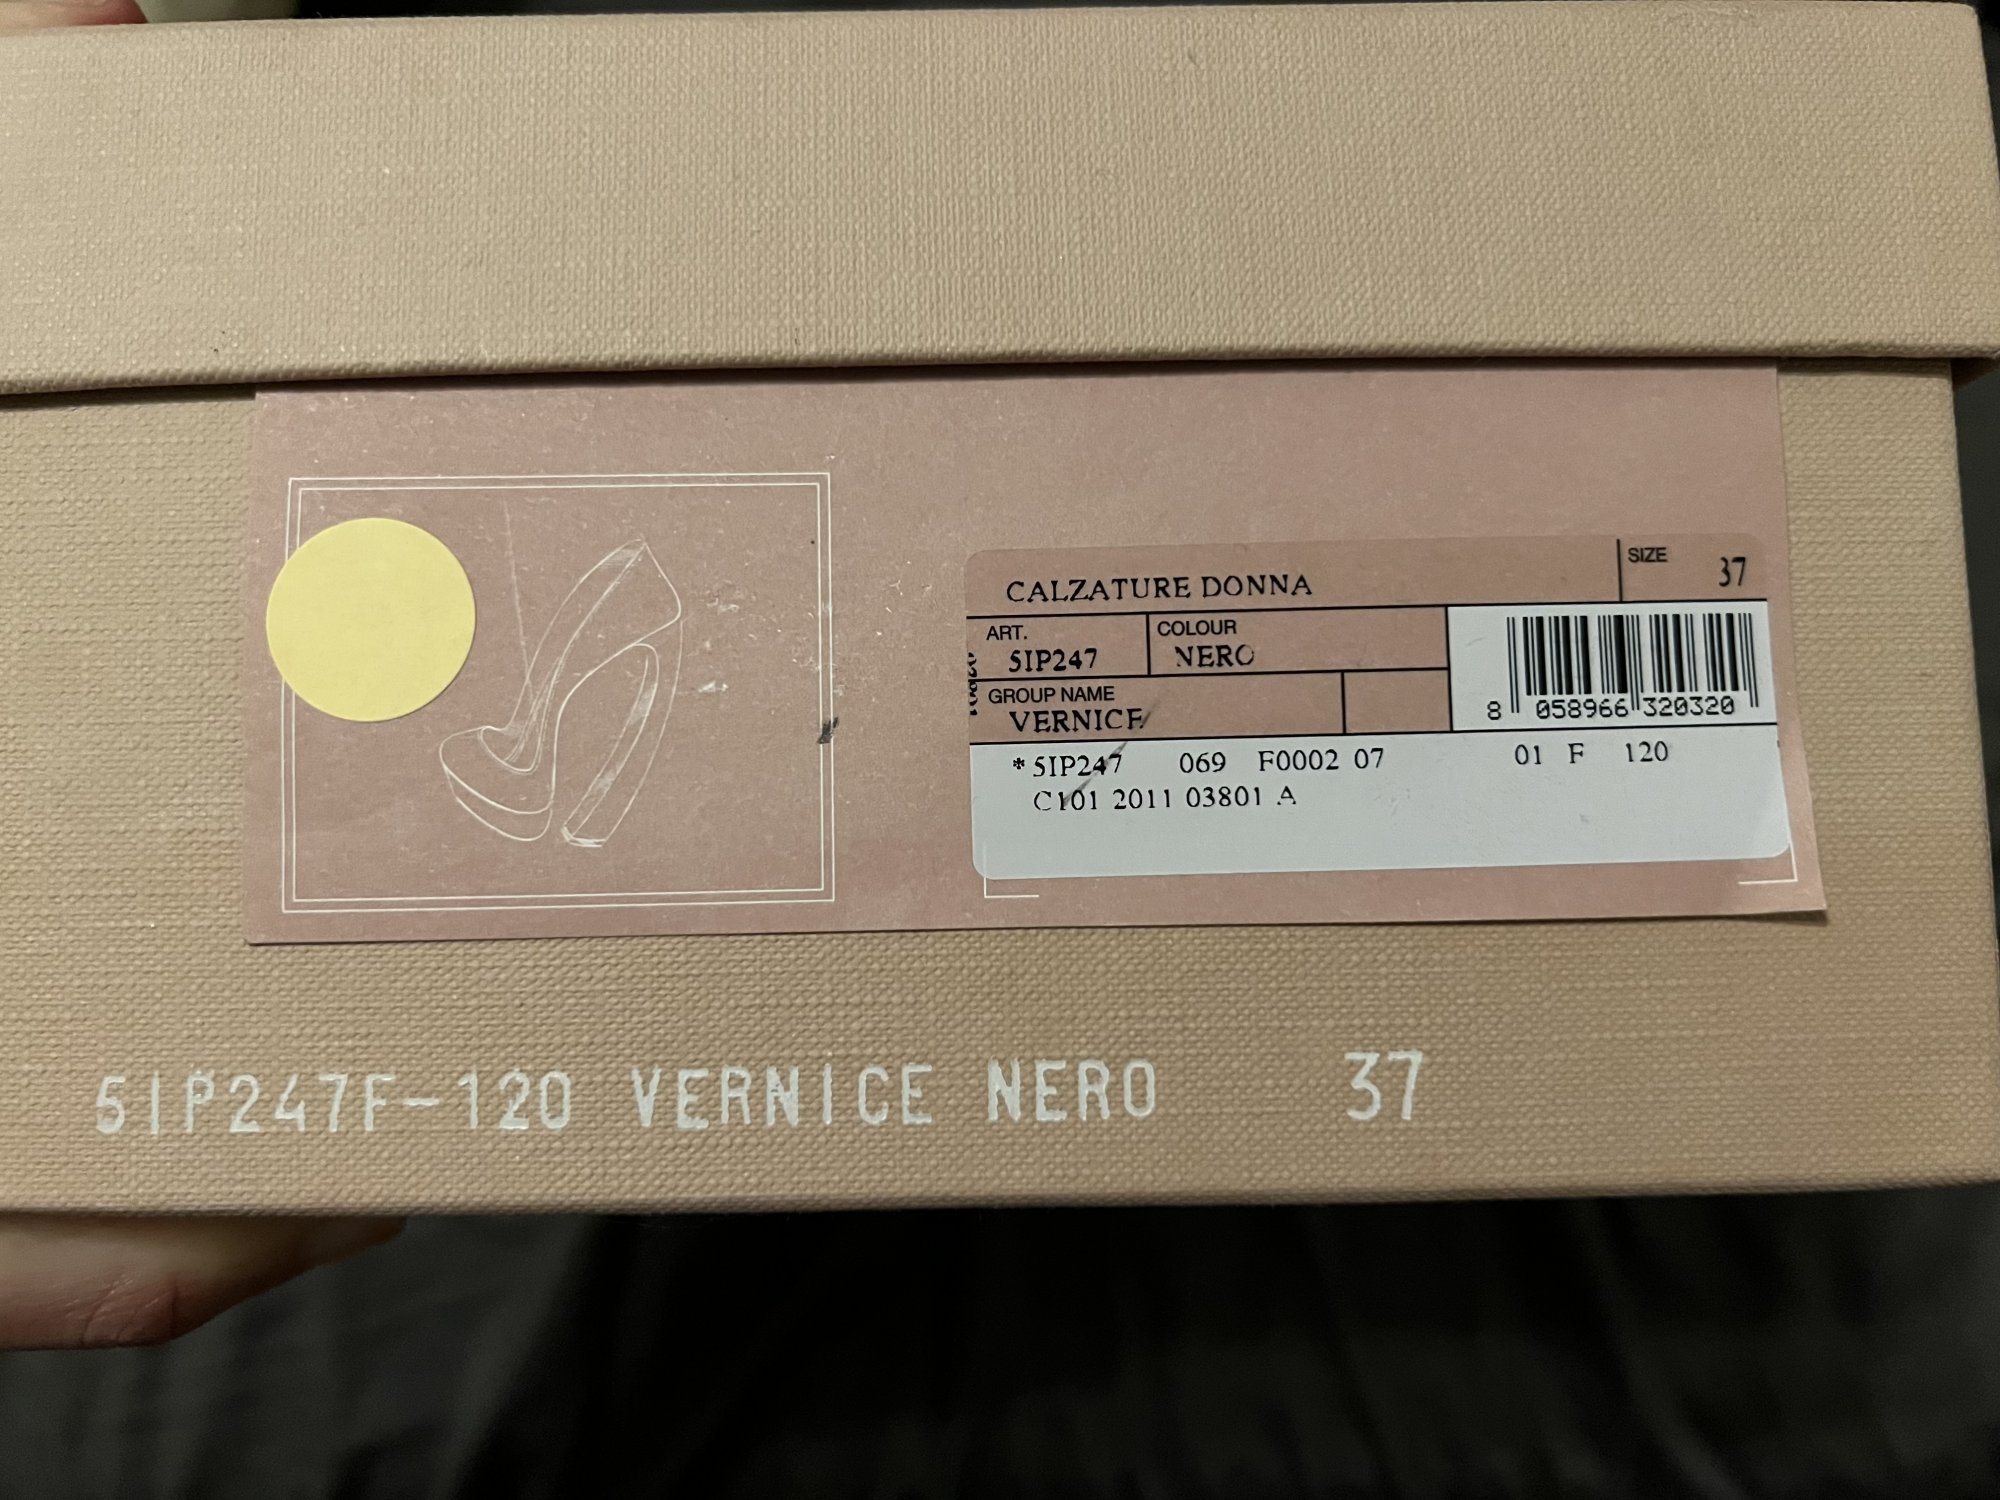 CALZATURE DONNA
SIZE 37
ART. COLOUR
5IP247 NERO
GROUP NAME
VERNICE
8 058966 320320
* 5IP247 069 F0002 07 01 F 120
C101 2011 03801 A
5IP247F-120 VERNICE NERO 37